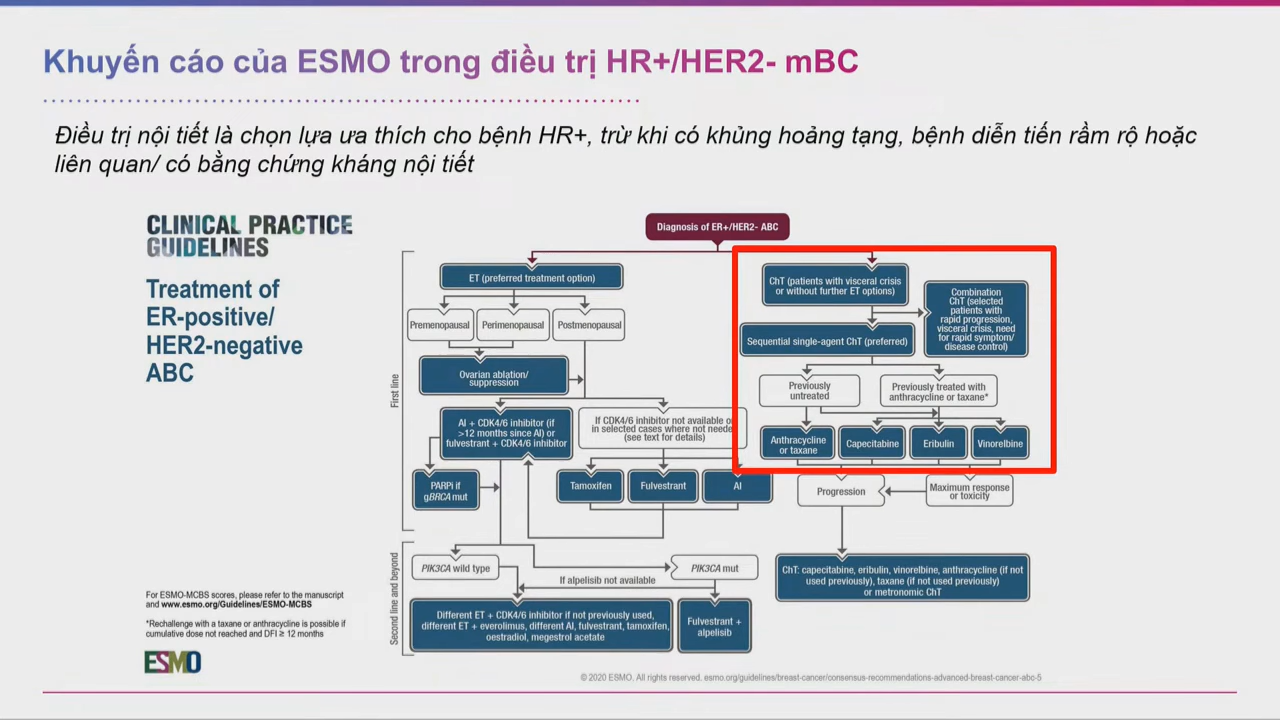 Khuyến cáo của ESMO trong điều trị HR+/HER2- mBC
Điều trị nội tiết là chọn lựa ưa thích cho bệnh HR+, trừ khi có khủng hoảng tạng, bệnh diễn tiến rầm rộ hoặc
liên quan/ có bằng chứng kháng nội tiết
CLINICAL PRACTICE
GUIDELINES
Treatment of
ER-positive/
HER2-negative
ABC
Diagnosis of ER+/HER2- ABC
ET (preferred treatment option)
Premenopausal
Perimenopausal
Postmenopausal
Ovarian ablation/
suppression
First line
AI + CDK4/6 inhibitor (if
>12 months since AI) or
fulvestrant + CDK4/6 inhibitor
If CDK4/6 inhibitor not available or
in selected cases where not needed
(see text for details)
PARPi if
gBRCA mut
Tamoxifen
Fulvestrant
AI
ChT (patients with visceral crisis
or without further ET options)
Combination
ChT (selected
patients with
rapid progression,
visceral crisis, need
for rapid symptom/
disease control)
Sequential single-agent ChT (preferred)
Previously
untreated
Previously treated with
anthracycline or taxane*
Anthracycline
or taxane
Capecitabine
Eribulin
Vinorelbine
Progression
Maximum response
or toxicity
Second line and beyond
PIK3CA wild type
PIK3CA mut
If alpelisib not available
Different ET + CDK4/6 inhibitor if not previously used,
different ET + everolimus, different AI, fulvestrant, tamoxifen,
oestradiol, megestrol acetate
Fulvestrant +
alpelisib
ChT: capecitabine, eribulin, vinorelbine, anthracycline (if not
used previously), taxane (if not used previously)
or metronomic ChT
For ESMO-MCBS scores, please refer to the manuscript
and www.esmo.org/Guidelines/ESMO-MCBS
*Rechallenge with a taxane or anthracycline is possible if
cumulative dose not reached and DFI ≥ 12 months
ESMO
© 2020 ESMO. All rights reserved. esmo.org/guidelines/breast-cancer/consensus-recommendations-advanced-breast-cancer-abc-5